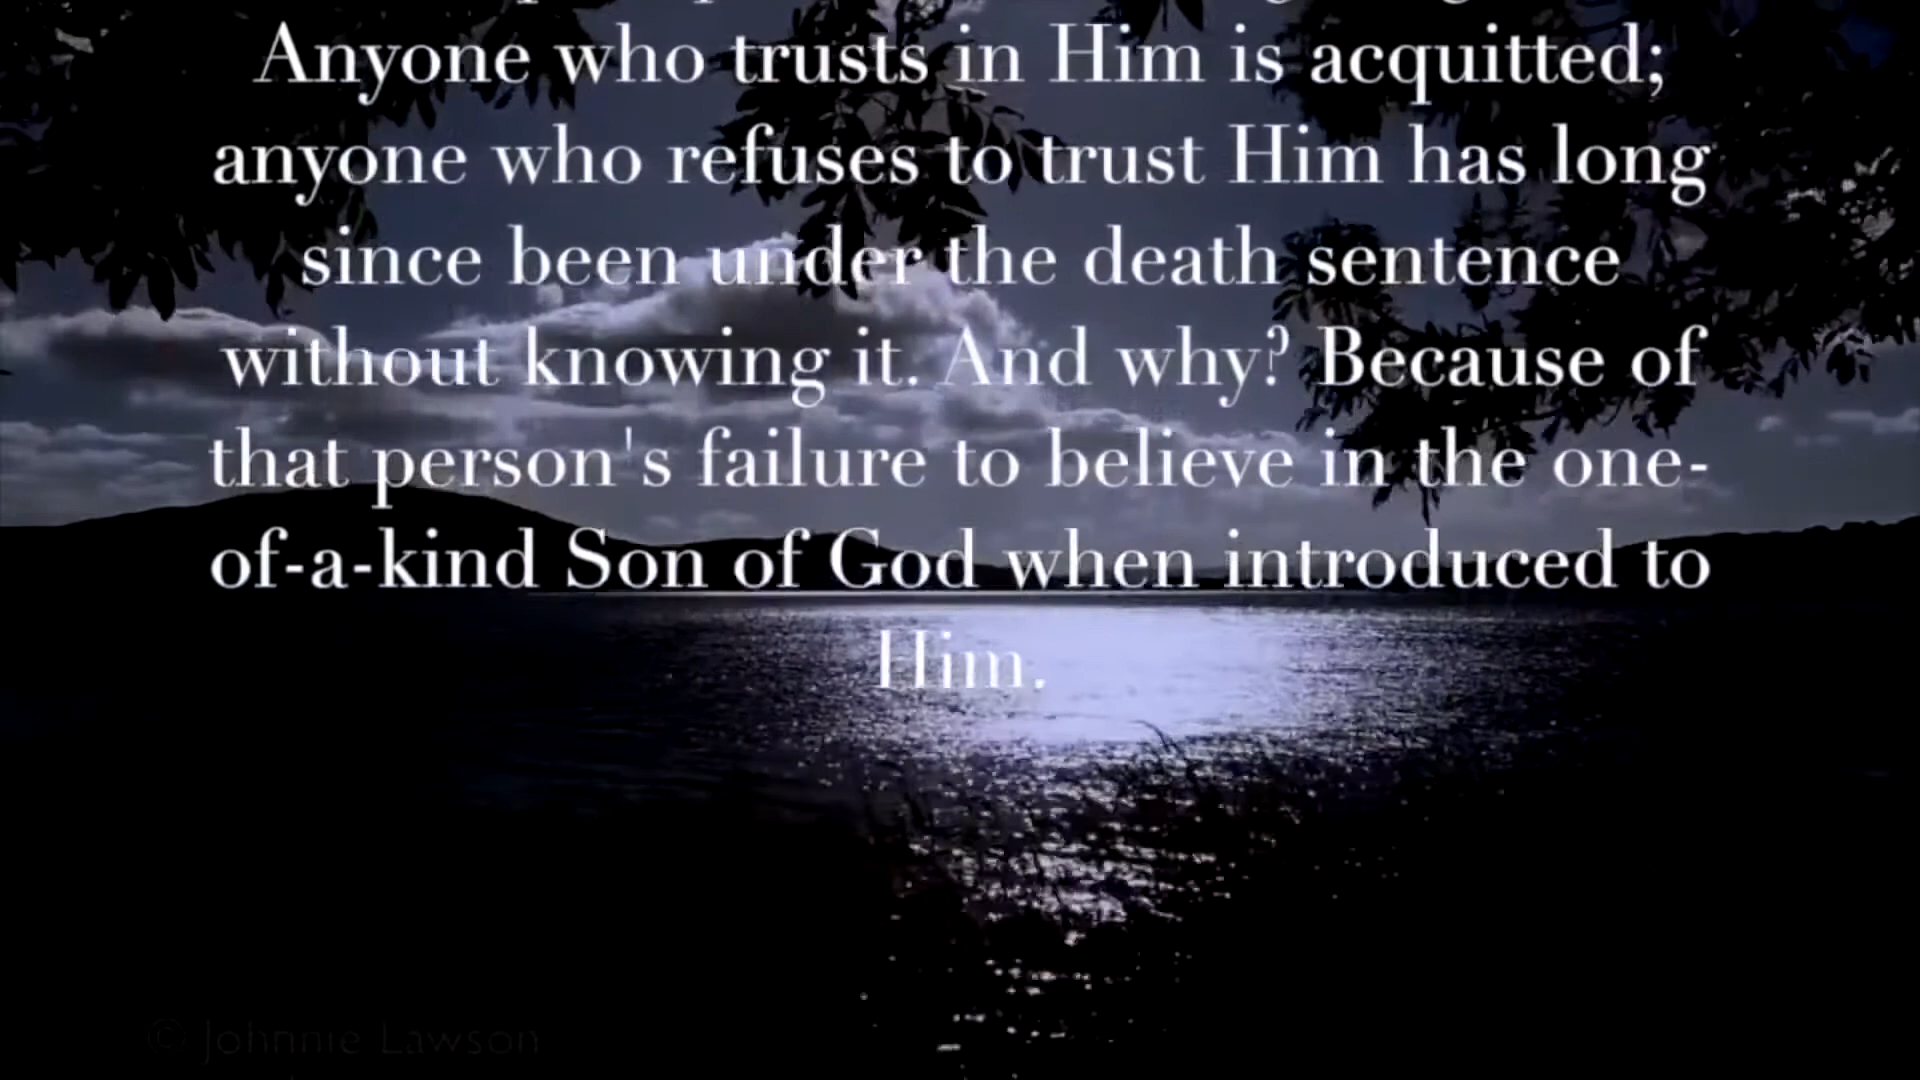 Anyone who trusts in Him is acquitted;
anyone who refuses to trust Him has long
since been under the death sentence
without knowing it. And why? Because of
that person's failure to believe in the one-
of-a-kind Son of God when introduced to
Him.
© Johnnie Lawson